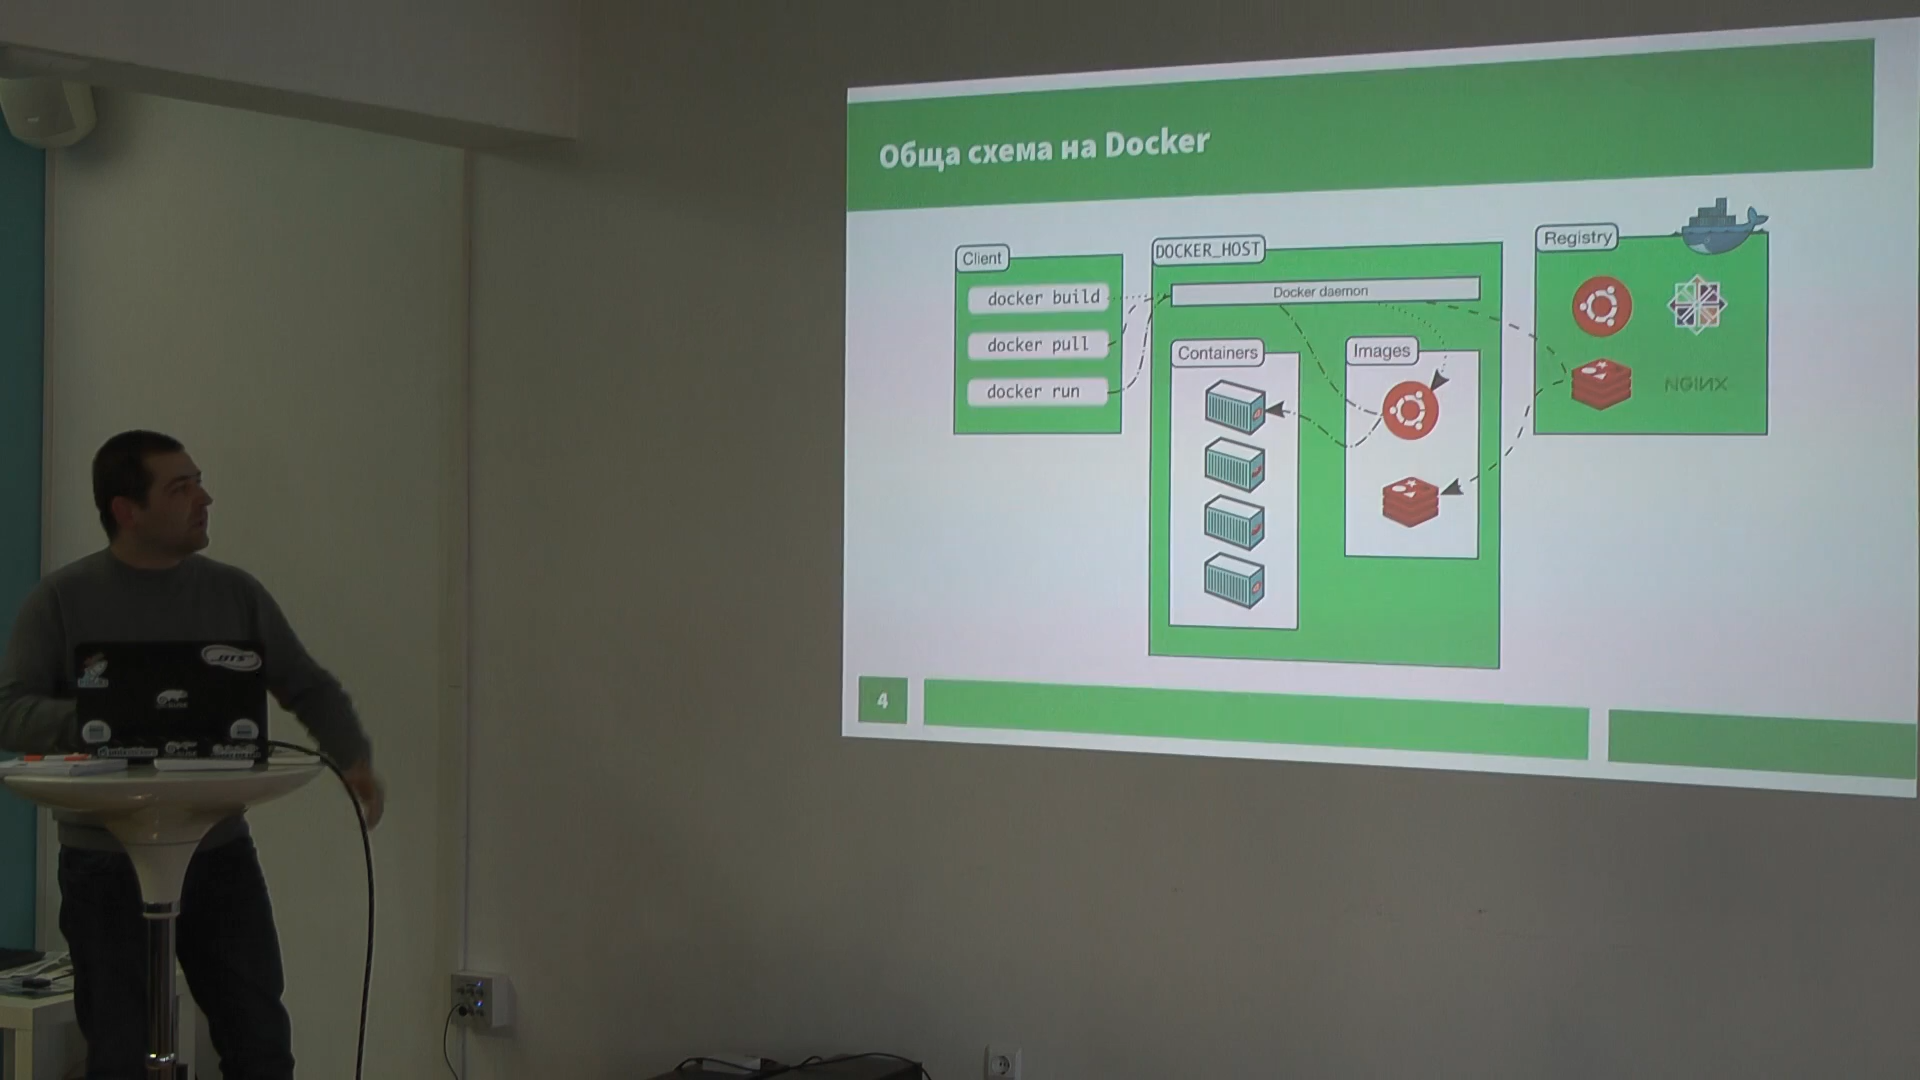 Обща схема на Docker
Client
docker build
docker pull
docker run
DOCKER_HOST
Docker daemon
Containers
Images
Registry
NGINX
4
DTS